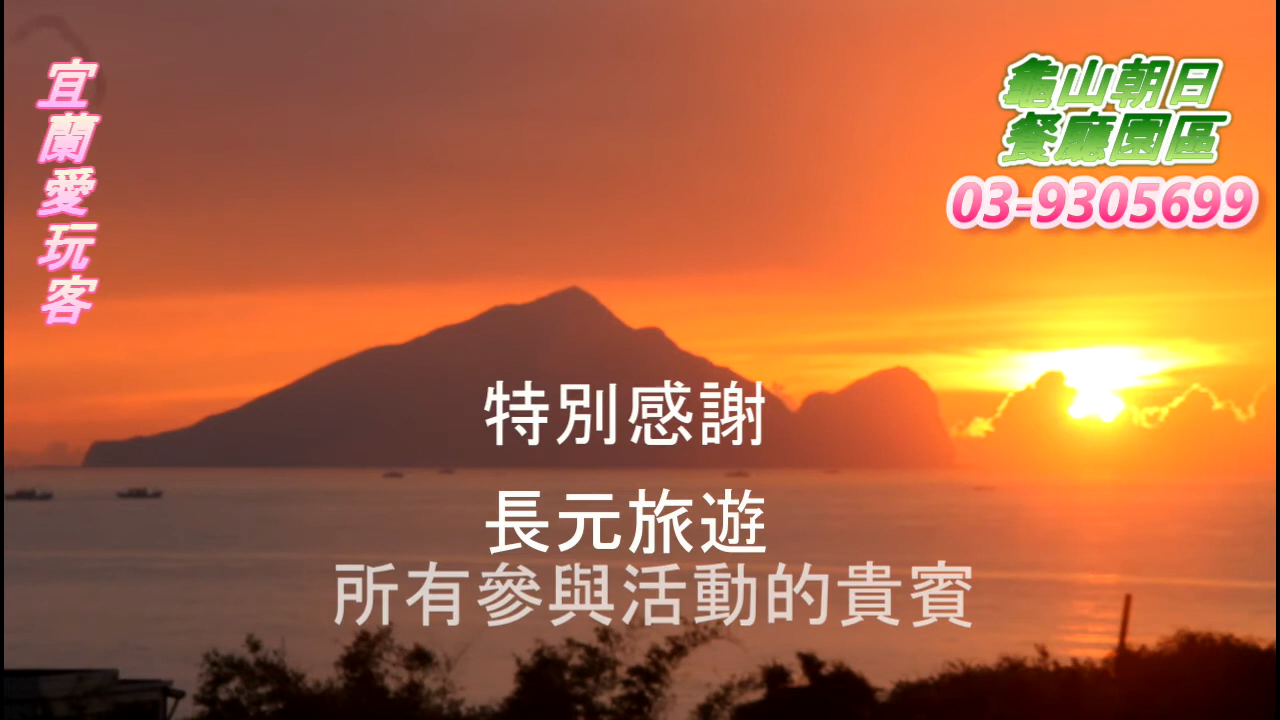 宜蘭愛玩客
龜山朝日
餐廳園區
03-9305699
特別感謝
長元旅遊
所有參與活動的貴賓